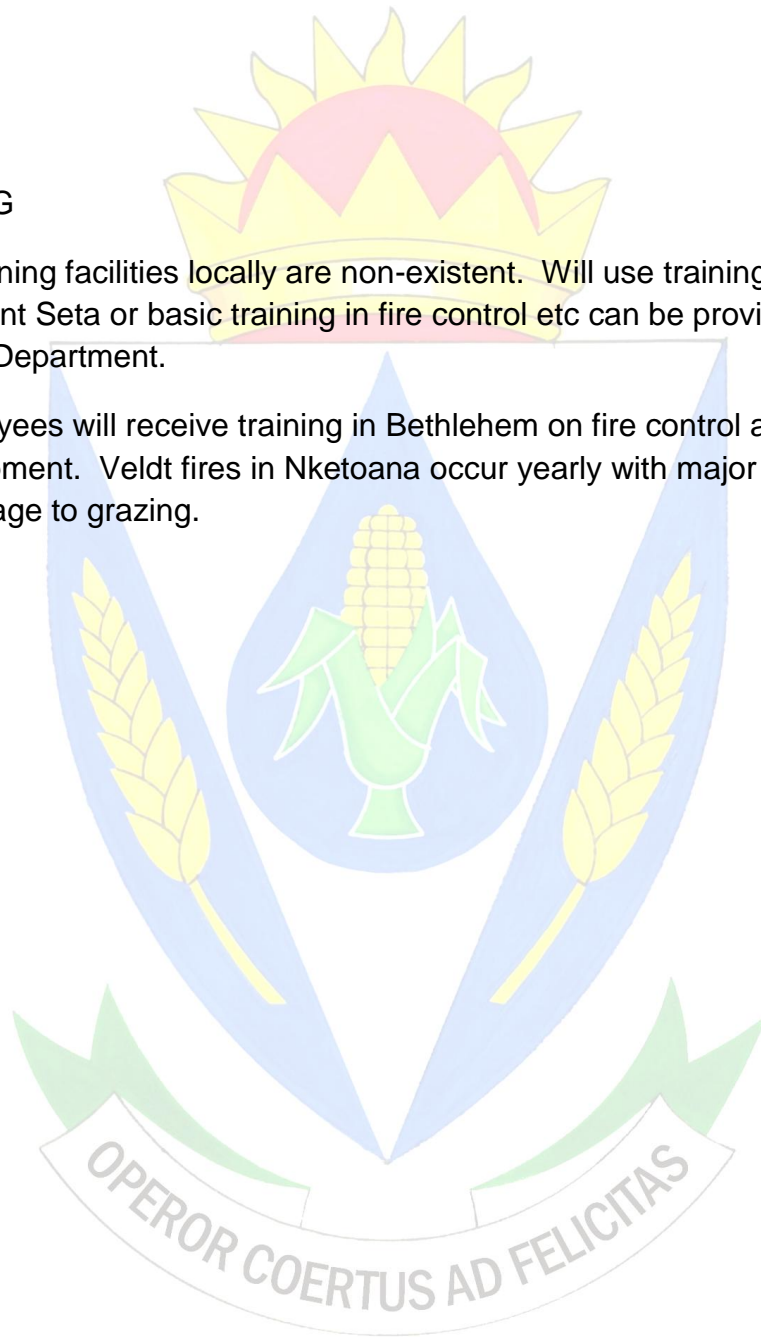 G
ning facilities locally are non-existent.  Will use training
nt Seta or basic training in fire control etc can be provi
Department.
yees will receive training in Bethlehem on fire control a
pment.  Veldt fires in Nketoana occur yearly with major
age to grazing.
OPEROR COERTUS AD FELICITAS